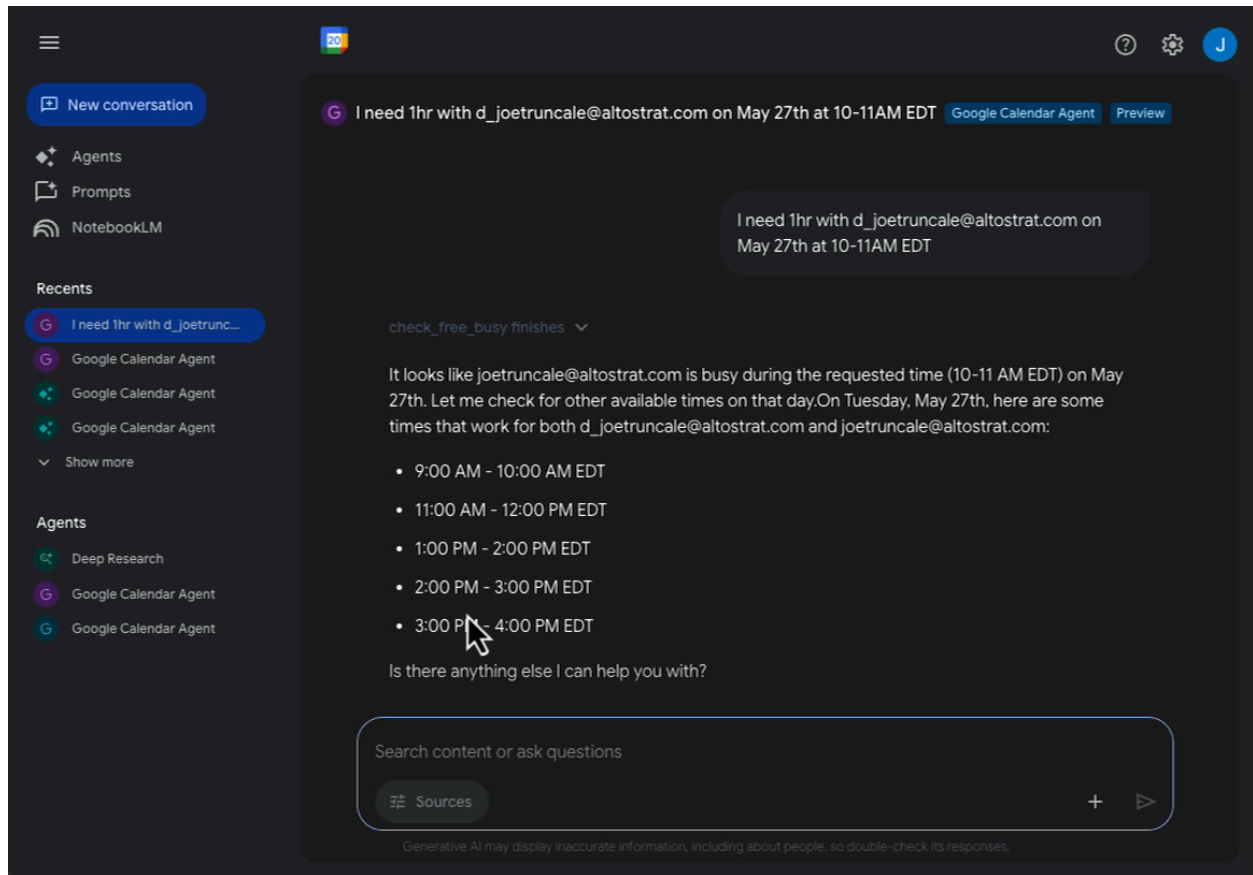 20
J
New conversation
G I need 1hr with d_joetruncale@altostrat.com on May 27th at 10-11AM EDT Google Calendar Agent Preview
Agents
Prompts
NotebookLM
I need 1hr with d_joetruncale@altostrat.com on
May 27th at 10-11AM EDT
Recents
G I need 1hr with d_joetrunc...
G Google Calendar Agent
Google Calendar Agent
Google Calendar Agent
Show more
Agents
Deep Research
G Google Calendar Agent
G Google Calendar Agent
check_free_busy finishes
It looks like joetruncale@altostrat.com is busy during the requested time (10-11 AM EDT) on May
27th. Let me check for other available times on that day.On Tuesday, May 27th, here are some
times that work for both d_joetruncale@altostrat.com and joetruncale@altostrat.com:
• 9:00 AM - 10:00 AM EDT
• 11:00 AM - 12:00 PM EDT
• 1:00 PM - 2:00 PM EDT
• 2:00 PM - 3:00 PM EDT
• 3:00 PM - 4:00 PM EDT
Is there anything else I can help you with?
Search content or ask questions
Sources
Generative AI may display inaccurate information, including about people, so double-check its responses.